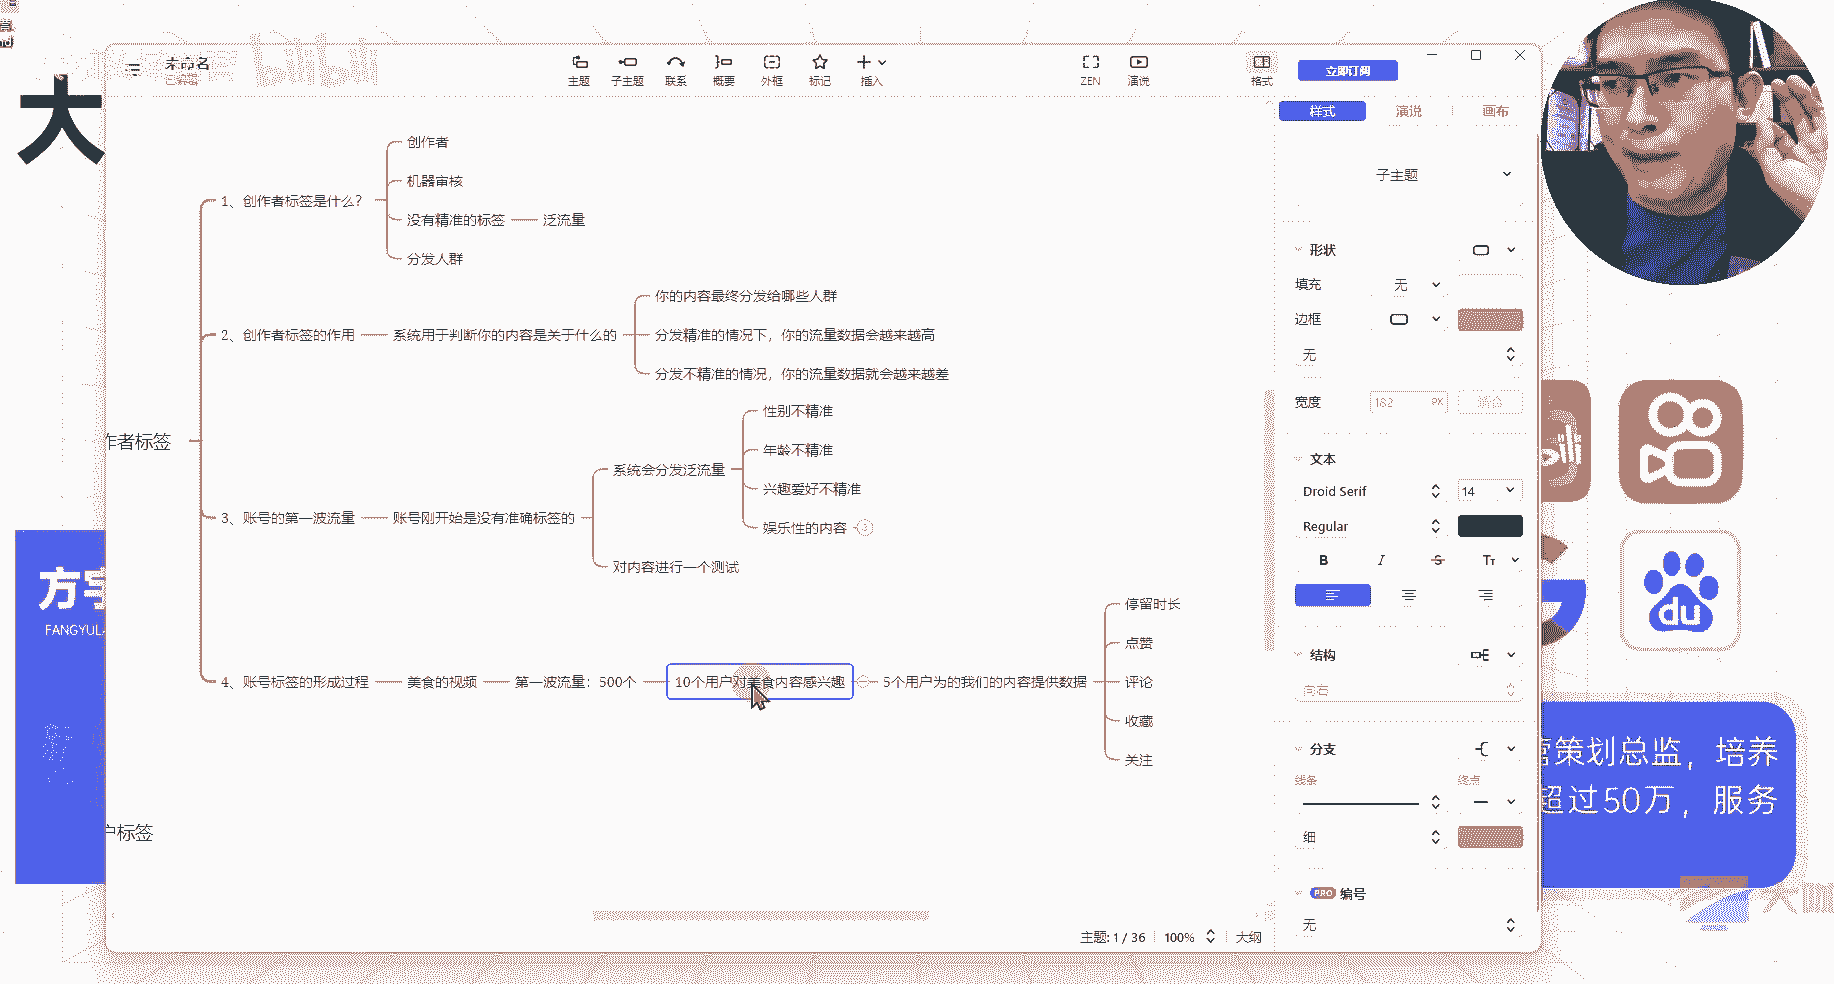 未命名
已编辑
主题
子主题
联系
概要
外框
标记
插入
ZEN
演说
格式
立即订阅
bilibili
大
样式
演说
画布
创作者
机器审核
没有精准的标签
泛流量
分发人群
1、创作者标签是什么?
你的内容最终分发给哪些人群
2、创作者标签的作用
系统用于判断你的内容是关于什么的
分发精准的情况下，你的流量数据会越来越高
分发不精准的情况，你的流量数据就会越来越差
性别不精准
年龄不精准
作者标签
系统会分发泛流量
兴趣爱好不精准
3、账号的第一波流量
账号刚开始是没有准确标签的
娱乐性的内容
3
对内容进行一个测试
停留时长
点赞
4、账号标签的形成过程
美食的视频
第一波流量：500个
10个用户对美食内容感兴趣
5个用户为的我们的内容提供数据
评论
收藏
关注
户标签
子主题
形状
填充
无
边框
无
宽度
182
PX
文本
Droid Serif
14
Regular
B
I
S
Tт
结构
向右
分支
线条
终点
细
PRO 编号
无
主题: 1 / 36
100%
大纲
方宇
FANGYULA
du
营策划总监，培养
超过50万，服务